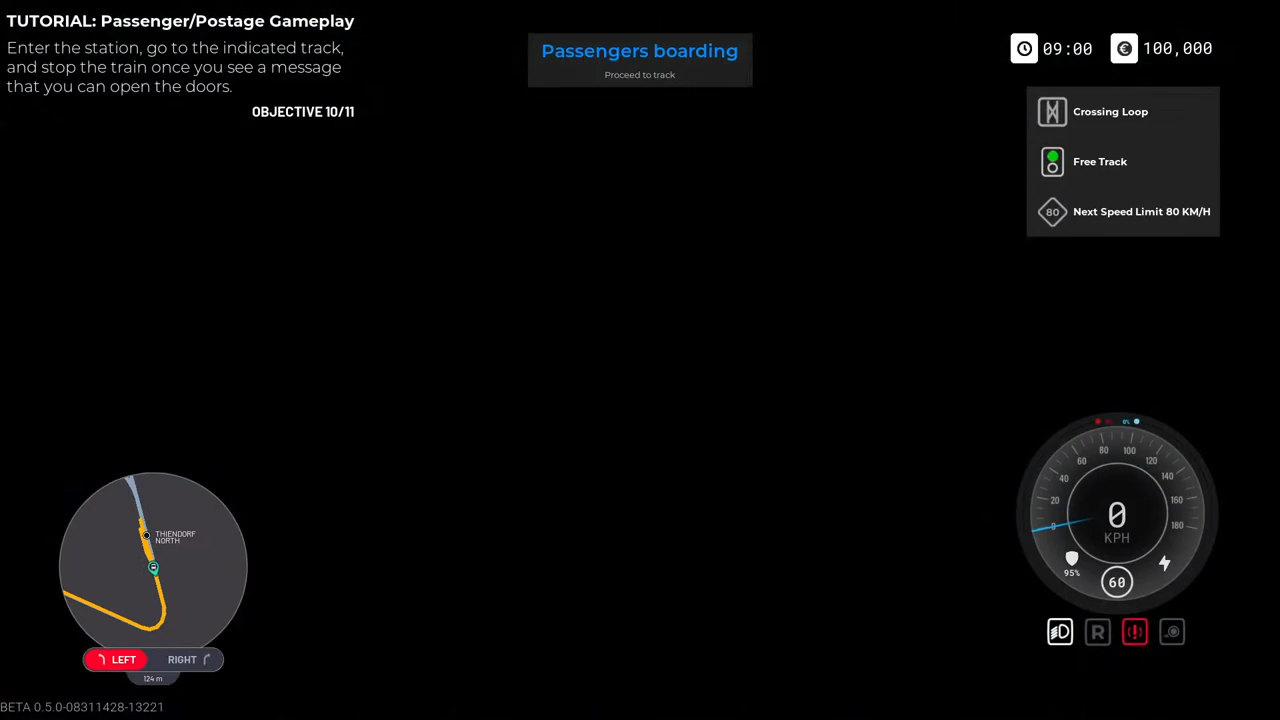 TUTORIAL: Passenger/Postage Gameplay
Enter the station, go to the indicated track,
and stop the train once you see a message
that you can open the doors.
OBJECTIVE 10/11
Passengers boarding
Proceed to track
09:00
100,000
Crossing Loop
Free Track
80
Next Speed Limit 80 KM/H
THIENDORF
NORTH
LEFT
RIGHT
124 m
0%
0
20
40
60
80
100
120
140
160
180
0
KPH
95%
60
R
BETA 0.5.0-08311428-13221